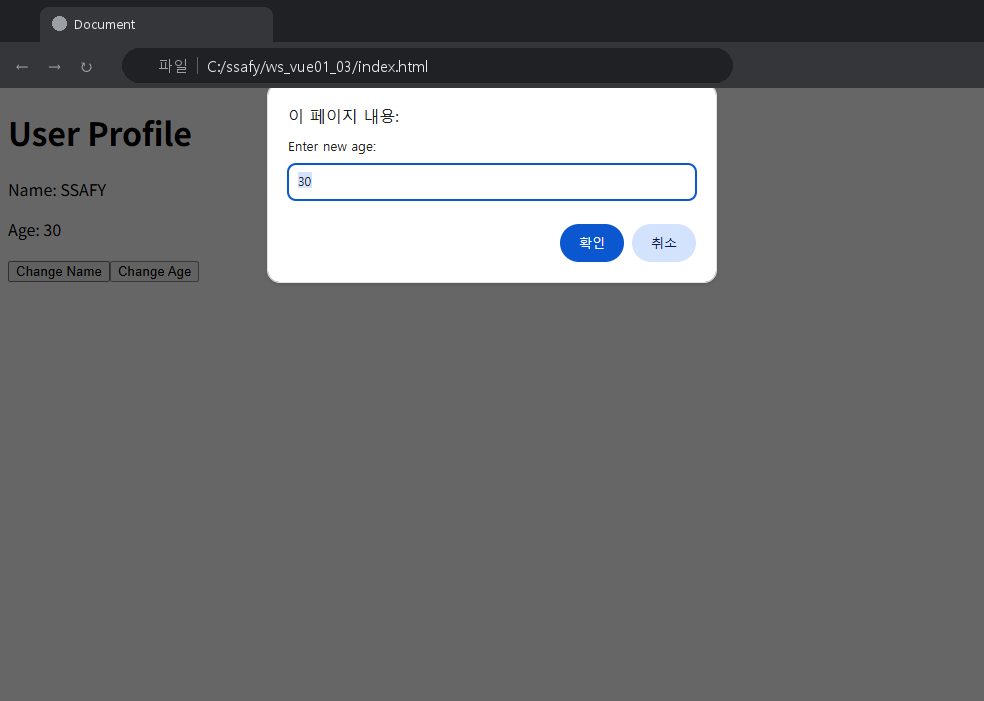 Document
파일 C:/ssafy/ws_vue01_03/index.html
이 페이지 내용:
Enter new age:
30
확인 취소
User Profile
Name: SSAFY
Age: 30
Change Name Change Age